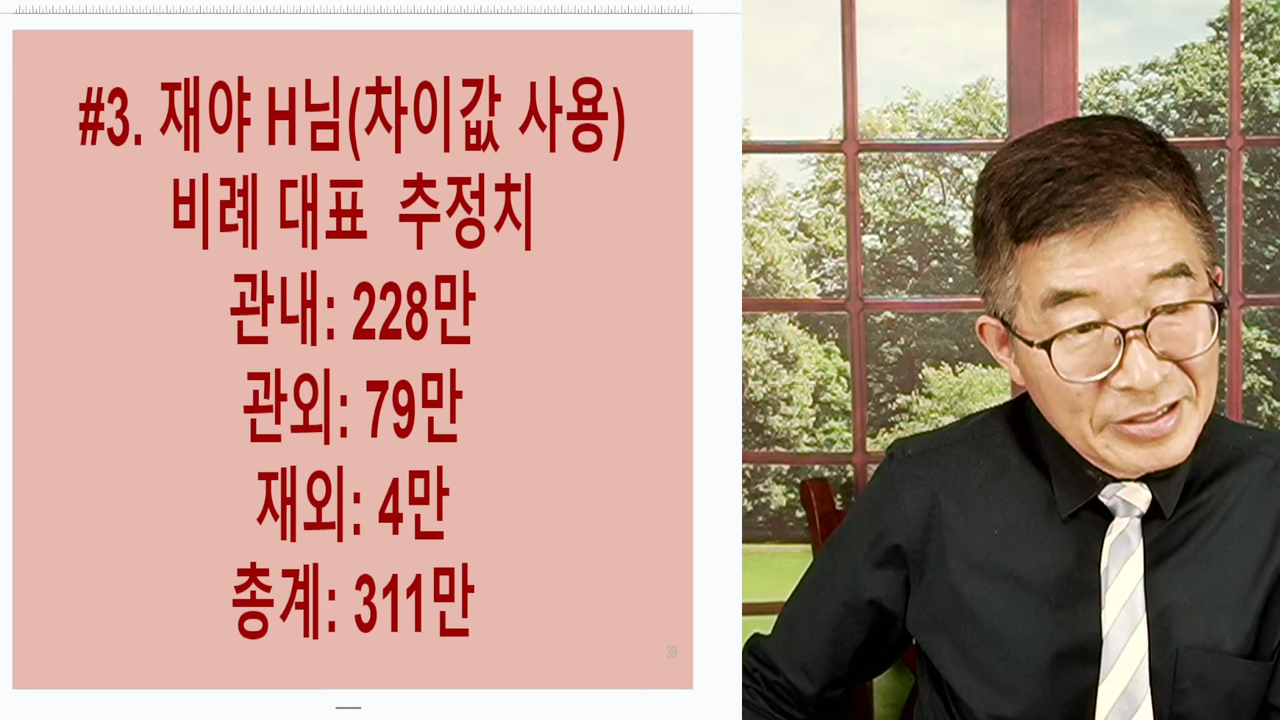 #3. 재야 H님(차이값 사용)
비례 대표 추정치
관내: 228만
관외: 79만
재외: 4만
총계: 311만
39